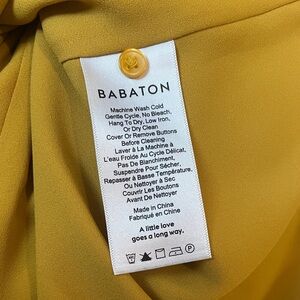 BABATON
Machine Wash Cold
Gentle Cycle, No Bleach,
Hang To Dry, Low Iron,
Or Dry Clean
Cover Or Remove Buttons
Before Cleaning
Laver À La Machine À
L'eau Froide Au Cycle Délicat,
Pas De Blanchiment,
Suspendre Pour Sécher,
Repasser à Basse Température,
Ou Nettoyer à Sec
Couvrir Les Boutons
Avant De Nettoyer
Made in China
Fabriqué en Chine
A little love
goes a long way.
P